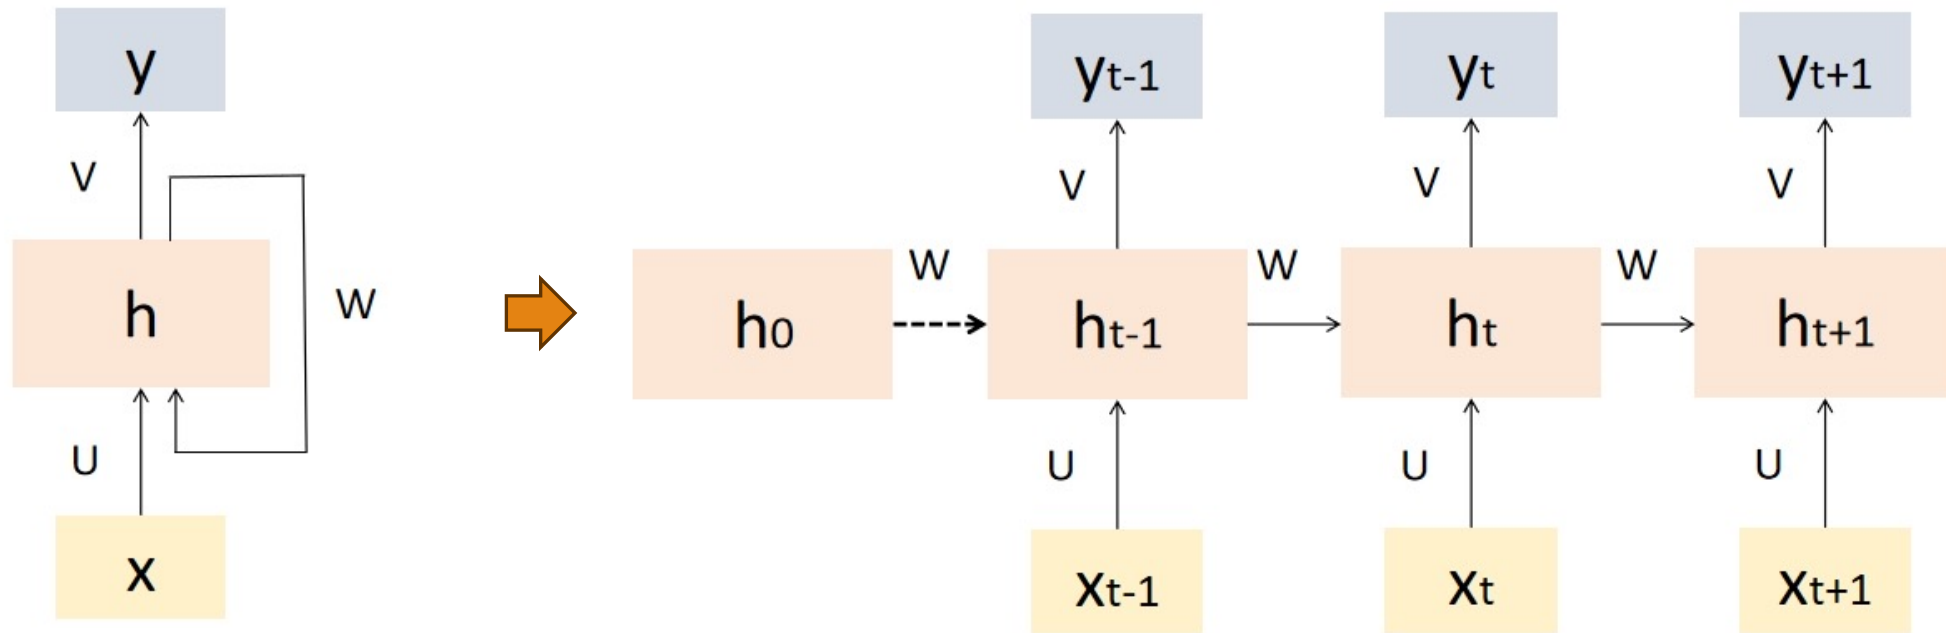 y
V
h
W
U
x
yt-1
yt
yt+1
V
V
V
W
W
W
h0
ht-1
ht
ht+1
U
U
U
xt-1
xt
xt+1